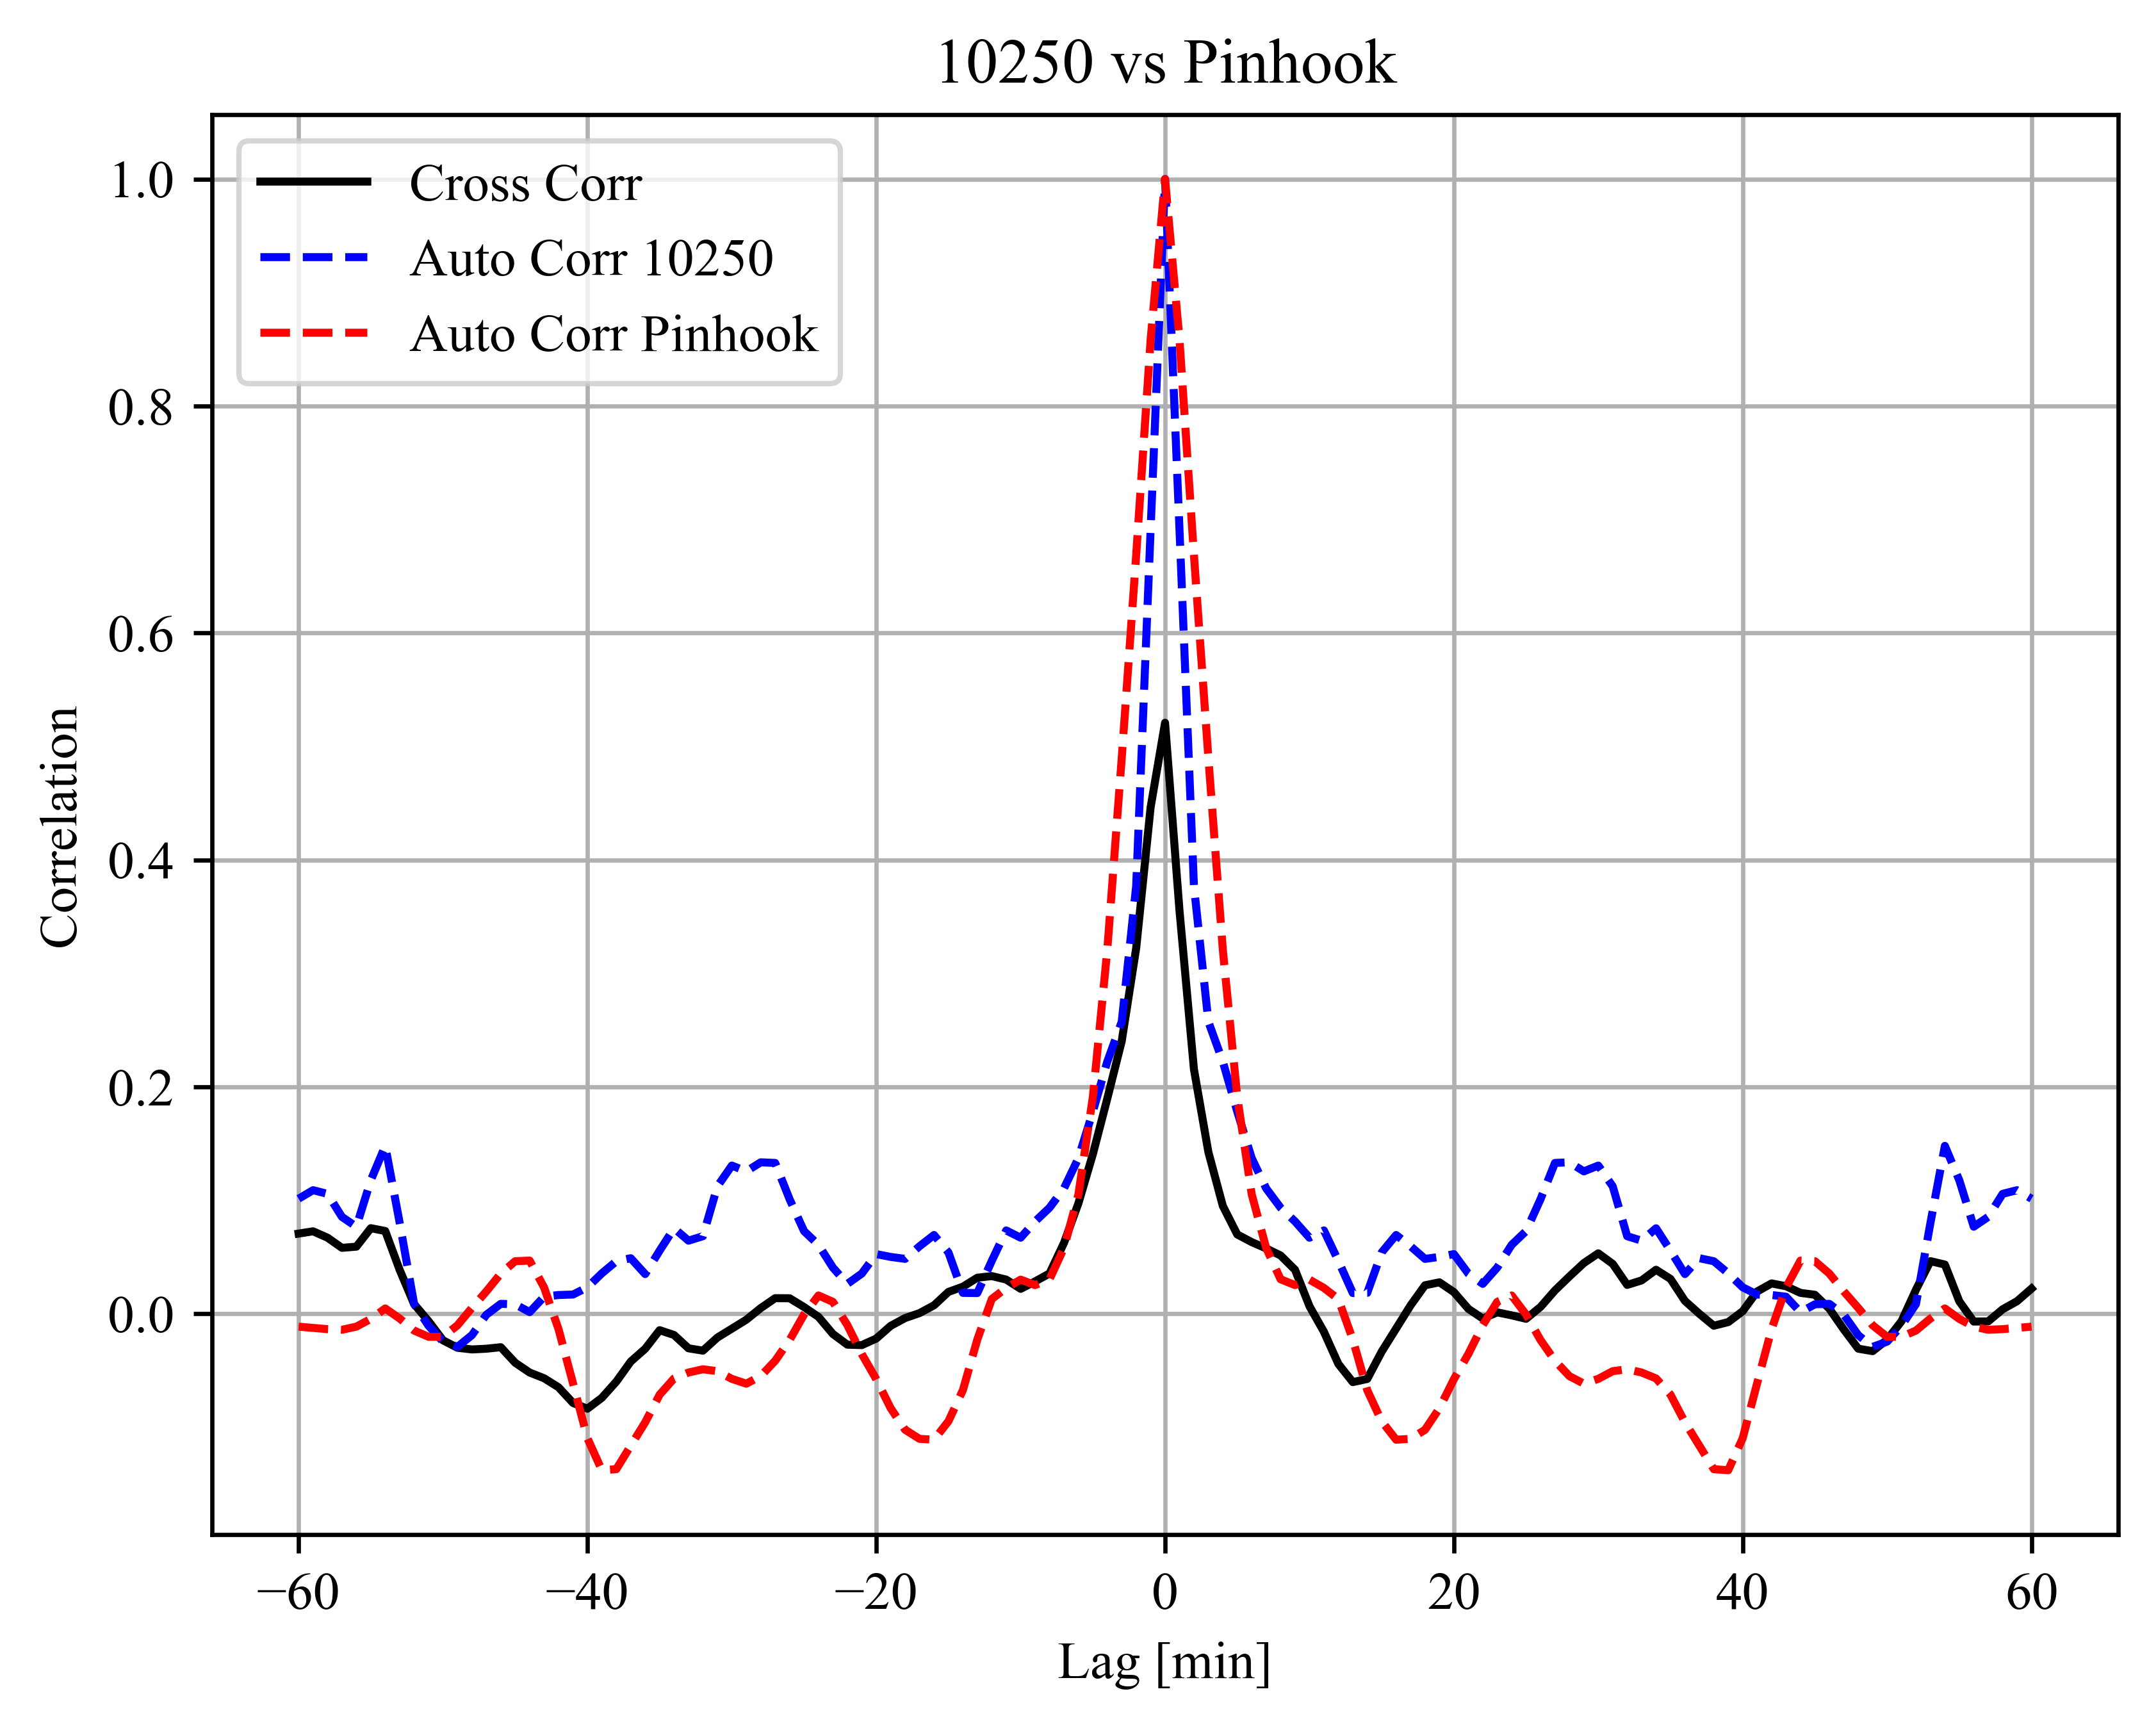 10250 vs Pinhook
Cross Corr
Auto Corr 10250
Auto Corr Pinhook
1.0
0.8
0.6
0.4
0.2
0.0
Correlation
−60 −40 −20 0 20 40 60
Lag [min]